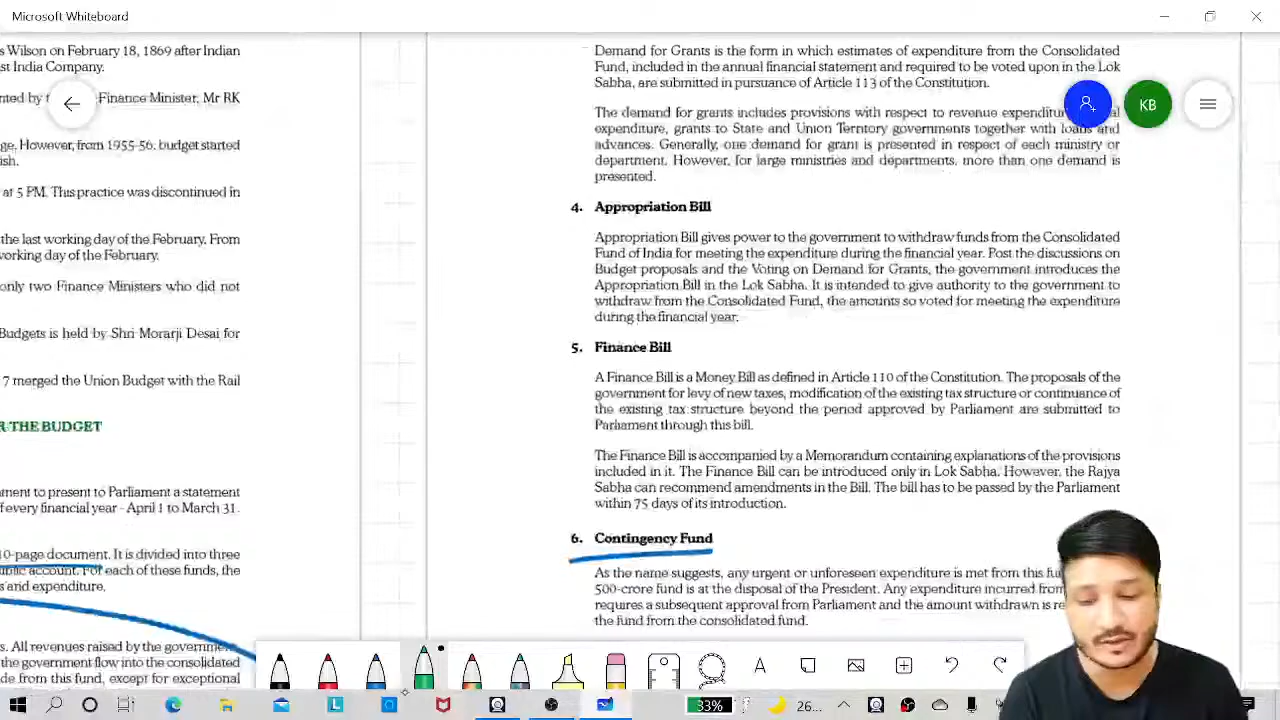 Microsoft Whiteboard
s Wilson on February 18, 1869 after Indian
st India Company.
nted by t
Finance Minister, Mr RK
ge. However, from 1955-56, budget started
ish.
at 5 PM. This practice was discontinued in
the last working day of the February. From
working day of the February.
only two Finance Ministers who did not
Budgets is held by Shri Morarji Desai for
7 merged the Union Budget with the Rail
R THE BUDGET
ment to present to Parliament a statement
f every financial year - April 1 to March 31.
10-page document. It is divided into three
account. For each of these funds, the
s and expenditure.
s. All revenues raised by the government,
the government flow into the consolidated
de from this fund, except for exceptional
Demand for Grants is the form in which estimates of expenditure from the Consolidated
Fund, included in the annual financial statement and required to be voted upon in the Lok
Sabha, are submitted in pursuance of Article 113 of the Constitution.
The demand for grants includes provisions with respect to revenue expenditu
expenditure, grants to State and Union Territory governments together with loans and
advances. Generally, one demand for grant is presented in respect of each ministry or
department. However, for large ministries and departments, more than one demand is
presented.
4. Appropriation Bill
Appropriation Bill gives power to the government to withdraw funds from the Consolidated
Fund of India for meeting the expenditure during the financial year. Post the discussions on
Budget proposals and the Voting on Demand for Grants, the government introduces the
Appropriation Bill in the Lok Sabha. It is intended to give authority to the government to
withdraw from the Consolidated Fund, the amounts so voted for meeting the expenditure
during the financial year.
5. Finance Bill
A Finance Bill is a Money Bill as defined in Article 110 of the Constitution. The proposals of the
government for levy of new taxes, modification of the existing tax structure or continuance of
the existing tax structure beyond the period approved by Parliament are submitted to
Parliament through this bill.
The Finance Bill is accompanied by a Memorandum containing explanations of the provisions
included in it. The Finance Bill can be introduced only in Lok Sabha. However, the Rajya
Sabha can recommend amendments in the Bill. The bill has to be passed by the Parliament
within 75 days of its introduction.
6. Contingency Fund
As the name suggests, any urgent or unforeseen expenditure is met from this fu
500-crore fund is at the disposal of the President. Any expenditure incurred from
requires a subsequent approval from Parliament and the amount withdrawn is re
the fund from the consolidated fund.
KB
A
L
33%
26...